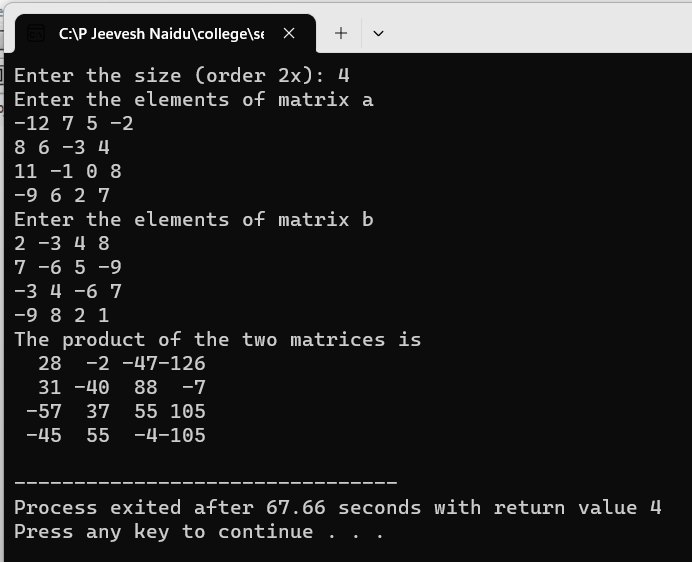 C:\P Jeevesh Naidu\college\se
Enter the size (order 2x): 4
Enter the elements of matrix a
-12 7 5 -2
8 6 -3 4
11 -1 0 8
-9 6 2 7
Enter the elements of matrix b
2 -3 4 8
7 -6 5 -9
-3 4 -6 7
-9 8 2 1
The product of the two matrices is
  28  -2 -47-126
  31 -40  88  -7
 -57  37  55 105
 -45  55  -4-105
--------------------------------
Process exited after 67.66 seconds with return value 4
Press any key to continue . . .